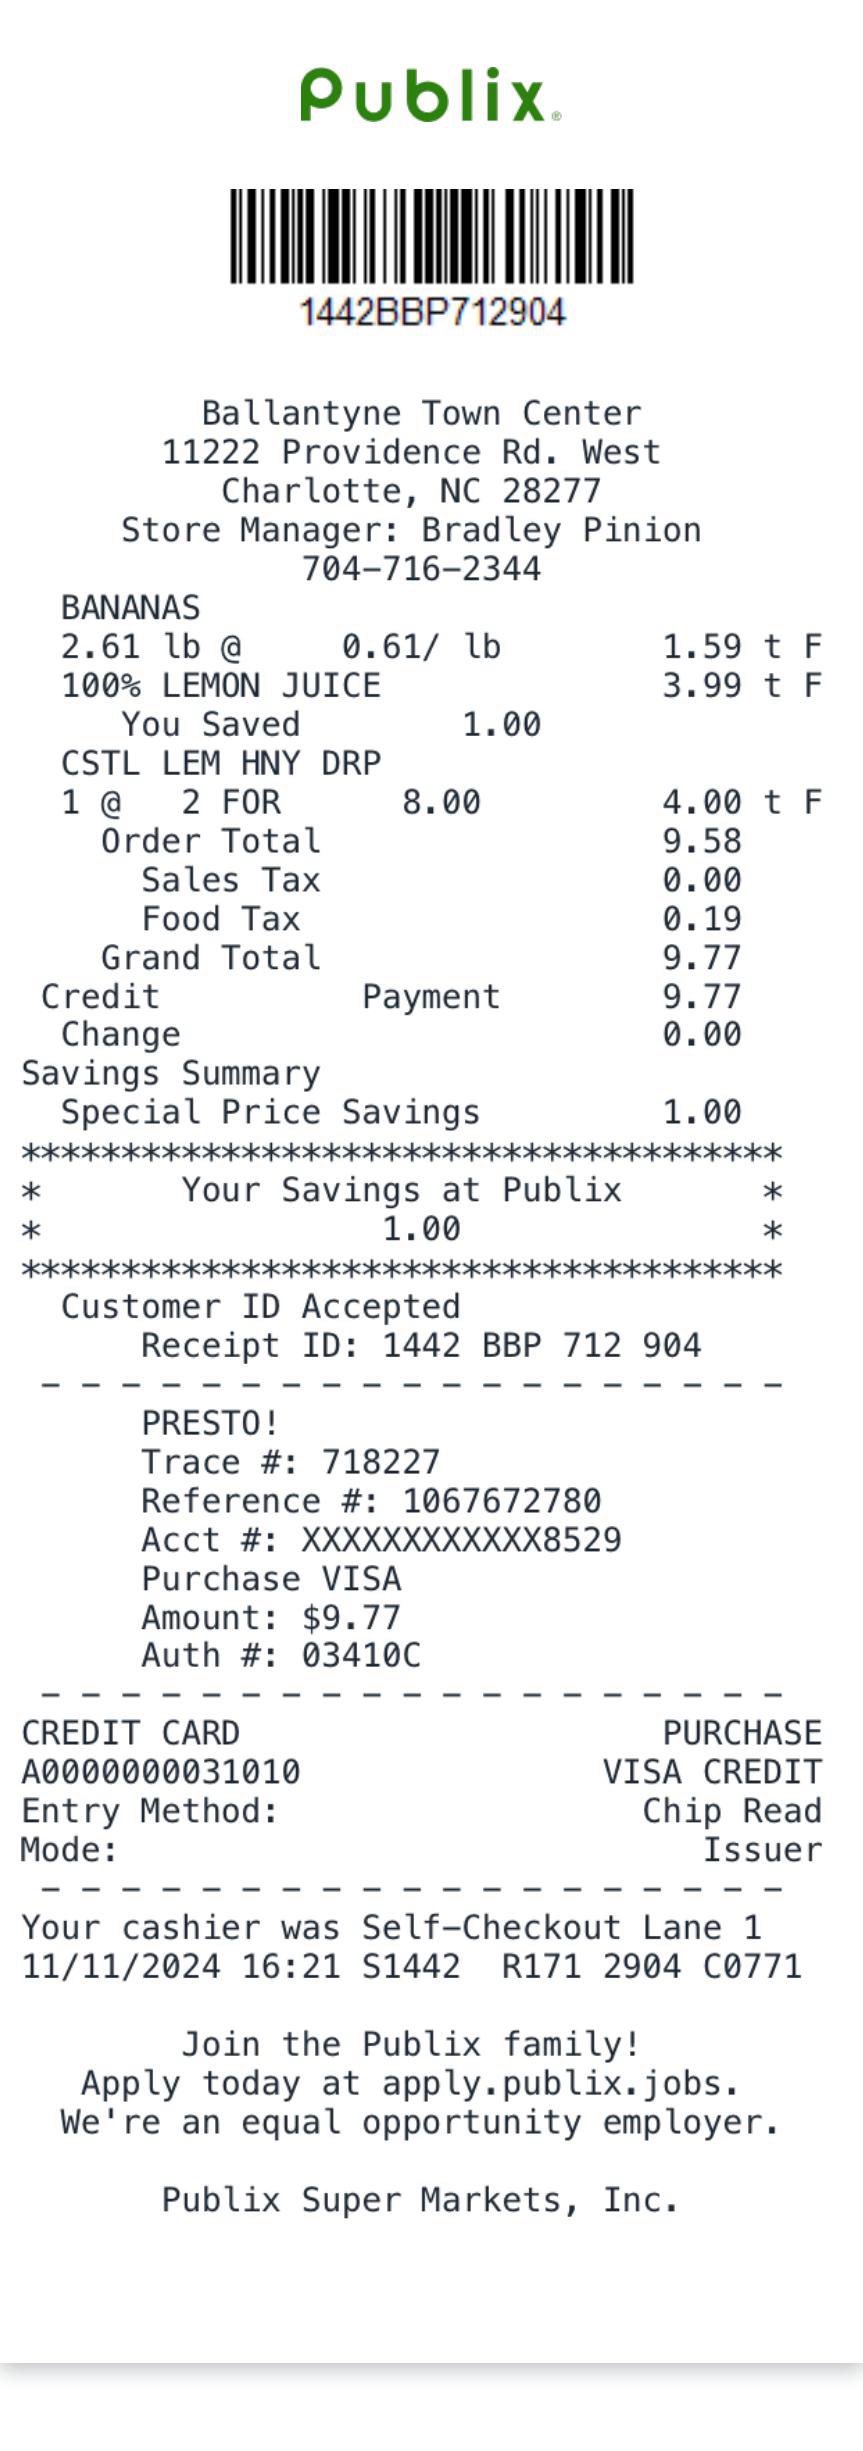 Publix®
1442BBP712904
Ballantyne Town Center
11222 Providence Rd. West
Charlotte, NC 28277
Store Manager: Bradley Pinion
704-716-2344
BANANAS
2.61 lb @ 0.61/ lb 1.59 t F
100% LEMON JUICE 3.99 t F
You Saved 1.00
CSTL LEM HNY DRP
1 @ 2 FOR 8.00 4.00 t F
Order Total 9.58
Sales Tax 0.00
Food Tax 0.19
Grand Total 9.77
Credit Payment 9.77
Change 0.00
Savings Summary
Special Price Savings 1.00
**************************************
* Your Savings at Publix *
* 1.00 *
**************************************
Customer ID Accepted
Receipt ID: 1442 BBP 712 904
- - - - - - - - - - - - - - - - - - -
PRESTO!
Trace #: 718227
Reference #: 1067672780
Acct #: XXXXXXXXXXXX8529
Purchase VISA
Amount: $9.77
Auth #: 03410C
- - - - - - - - - - - - - - - - - - -
CREDIT CARD PURCHASE
A0000000031010 VISA CREDIT
Entry Method: Chip Read
Mode: Issuer
- - - - - - - - - - - - - - - - - - -
Your cashier was Self-Checkout Lane 1
11/11/2024 16:21 S1442 R171 2904 C0771
Join the Publix family!
Apply today at apply.publix.jobs.
We're an equal opportunity employer.
Publix Super Markets, Inc.